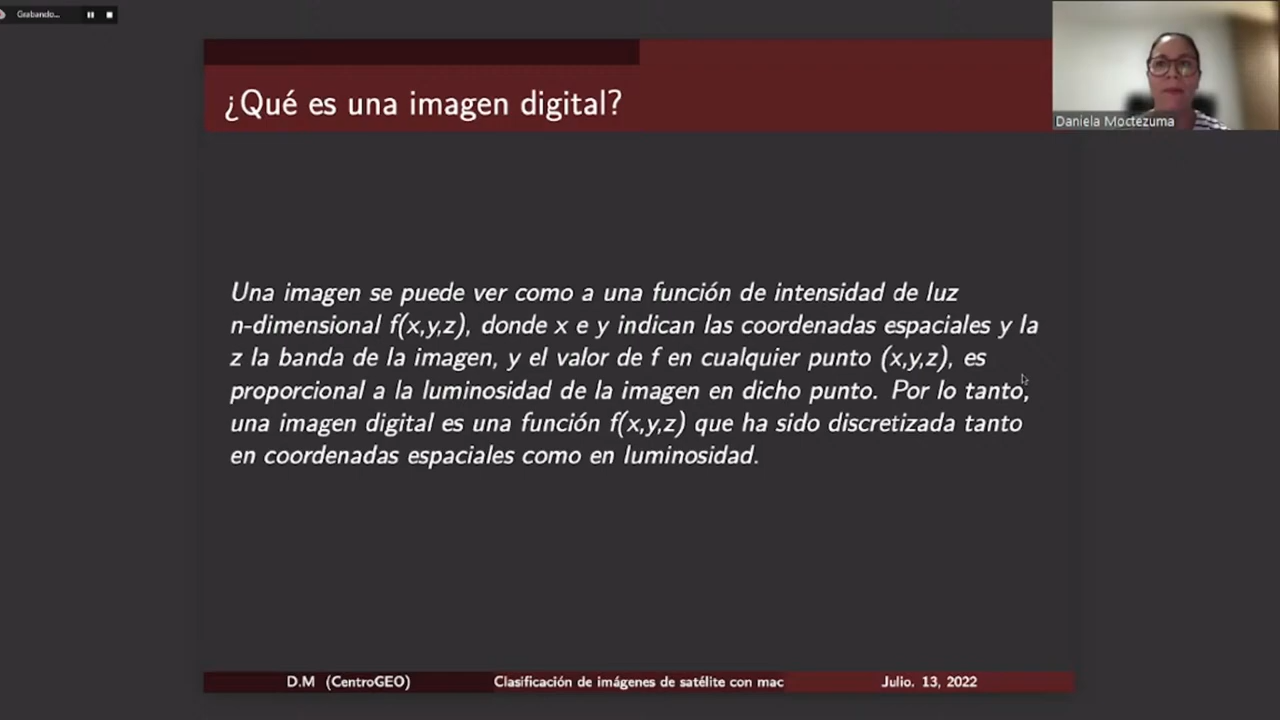 Grabando...
¿Qué es una imagen digital?
Daniela Moctezuma
Una imagen se puede ver como a una función de intensidad de luz
n-dimensional f(x,y,z), donde x e y indican las coordenadas espaciales y la
z la banda de la imagen, y el valor de f en cualquier punto (x,y,z), es
proporcional a la luminosidad de la imagen en dicho punto. Por lo tanto,
una imagen digital es una función f(x,y,z) que ha sido discretizada tanto
en coordenadas espaciales como en luminosidad.
D.M (CentroGEO) Clasificación de imágenes de satélite con mac Julio. 13, 2022